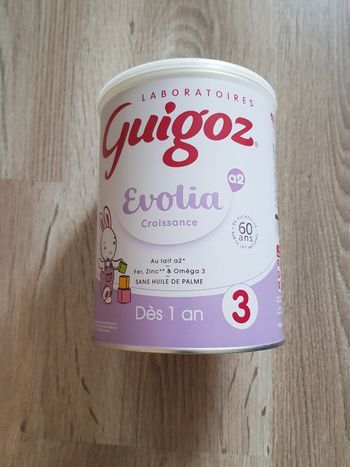 LABORATOIRES
Guigoz®
a2
Evolia
Croissance
60
ans
Au lait a2*
Fer, Zinc** & Oméga 3
SANS HUILE DE PALME
Dès 1 an
3